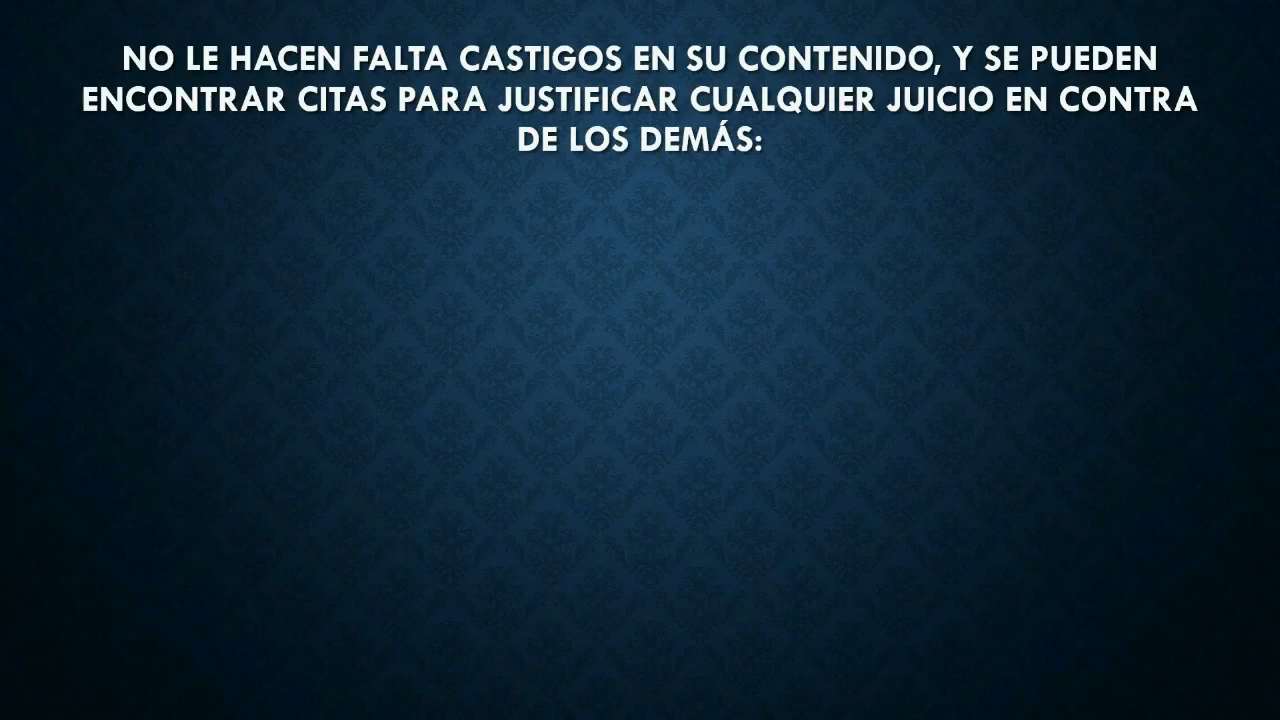 NO LE HACEN FALTA CASTIGOS EN SU CONTENIDO, Y SE PUEDEN
ENCONTRAR CITAS PARA JUSTIFICAR CUALQUIER JUICIO EN CONTRA
DE LOS DEMÁS: